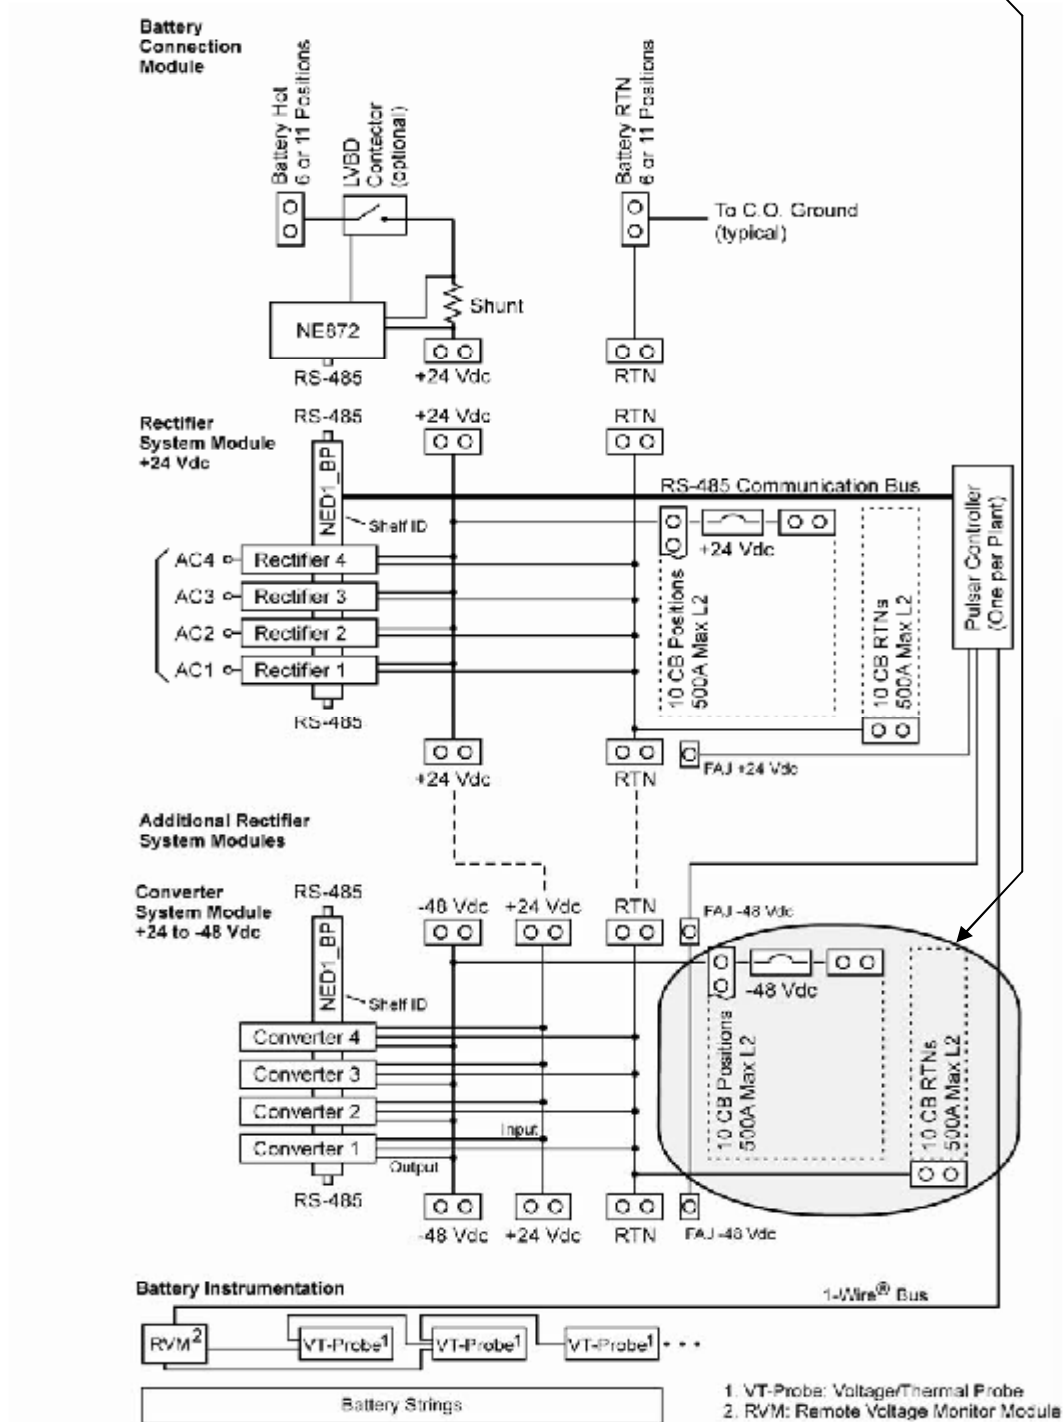 Battery
Connection
Module
Battery Hot
6 or 11 Positions
LVBD
Contactor
(optional)
Battery RTN
6 or 11 Positions
To C.O. Ground
(typical)
Shunt
NE872
RS-485
+24 Vdc
RTN
Rectifier
System Module
+24 Vdc
RS-485
+24 Vdc
RTN
NED1_BP
Shelf ID
RS-485 Communication Bus
+24 Vdc
10 CB Positions
500A Max L2
10 CB RTNs
500A Max L2
Pulsar Controller
(One per Plant)
AC4
Rectifier 4
AC3
Rectifier 3
AC2
Rectifier 2
AC1
Rectifier 1
RS-485
+24 Vdc
RTN
FAJ +24 Vdc
Additional Rectifier
System Modules
Converter
System Module
+24 to -48 Vdc
RS-485
-48 Vdc
+24 Vdc
RTN
FAJ -48 Vdc
NED1_BP
Shelf ID
-48 Vdc
10 CB Positions
500A Max L2
10 CB RTNs
500A Max L2
Converter 4
Converter 3
Converter 2
Converter 1
Input
Output
RS-485
-48 Vdc
+24 Vdc
RTN
FAJ -48 Vdc
Battery Instrumentation
1-Wire® Bus
RVM2
VT-Probe1
VT-Probe1
VT-Probe1
Battery Strings
1. VT-Probe: Voltage/Thermal Probe
2. RVM: Remote Voltage Monitor Module